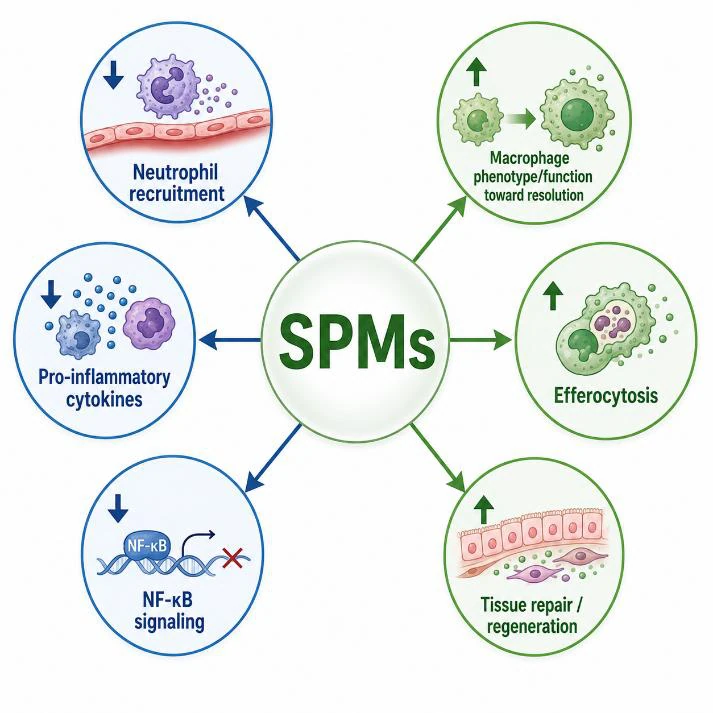 Neutrophil
recruitment
Macrophage
phenotype/function
toward resolution
SPMs
Pro-inflammatory
cytokines
Efferocytosis
NF-κB
NF-κB
signaling
Tissue repair /
regeneration